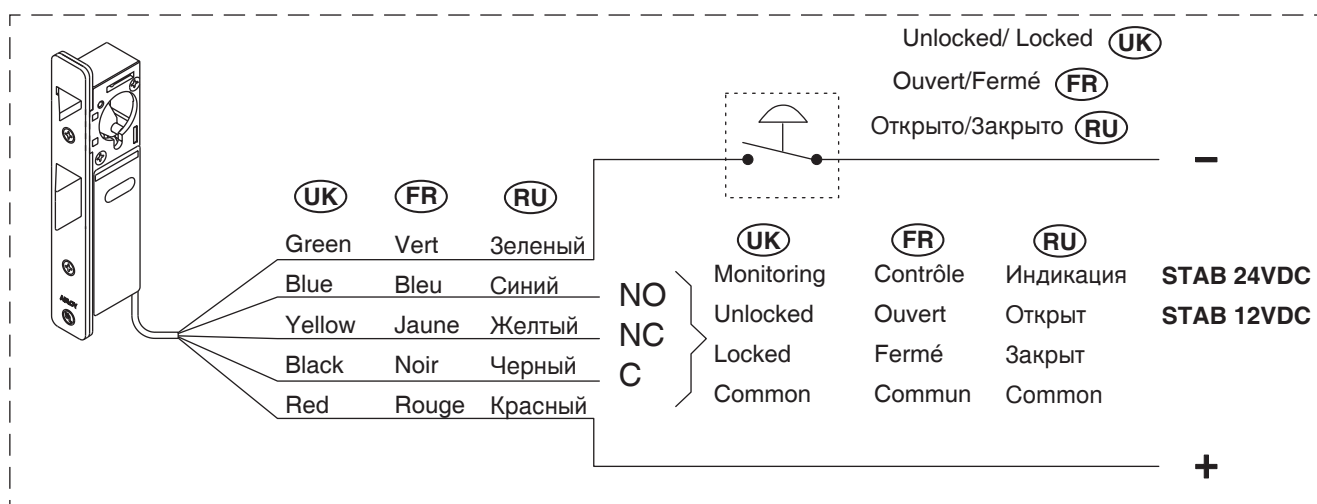 Unlocked/ Locked UK
Ouvert/Fermé FR
Открыто/Закрыто RU
−
UK FR RU
Green Vert Зеленый
Blue Bleu Синий
Yellow Jaune Желтый
Black Noir Черный
Red Rouge Красный
NO
NC
C
UK FR RU
Monitoring Contrôle Индикация
Unlocked Ouvert Открыт
Locked Fermé Закрыт
Common Commun Common
STAB 24VDC
STAB 12VDC
+
ABLOY